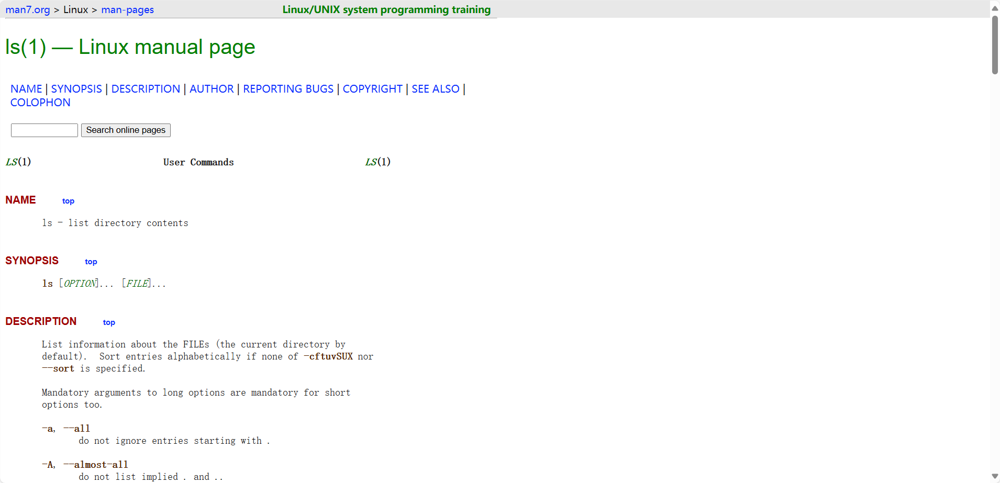 man7.org > Linux > man-pages Linux/UNIX system programming training
ls(1) — Linux manual page
NAME | SYNOPSIS | DESCRIPTION | AUTHOR | REPORTING BUGS | COPYRIGHT | SEE ALSO |
COLOPHON
Search online pages
LS(1) User Commands LS(1)
NAME top
ls - list directory contents
SYNOPSIS top
ls [OPTION]... [FILE]...
DESCRIPTION top
List information about the FILEs (the current directory by
default). Sort entries alphabetically if none of -cftuvSUX nor
--sort is specified.
Mandatory arguments to long options are mandatory for short
options too.
-a, --all
do not ignore entries starting with .
-A, --almost-all
do not list implied . and ..